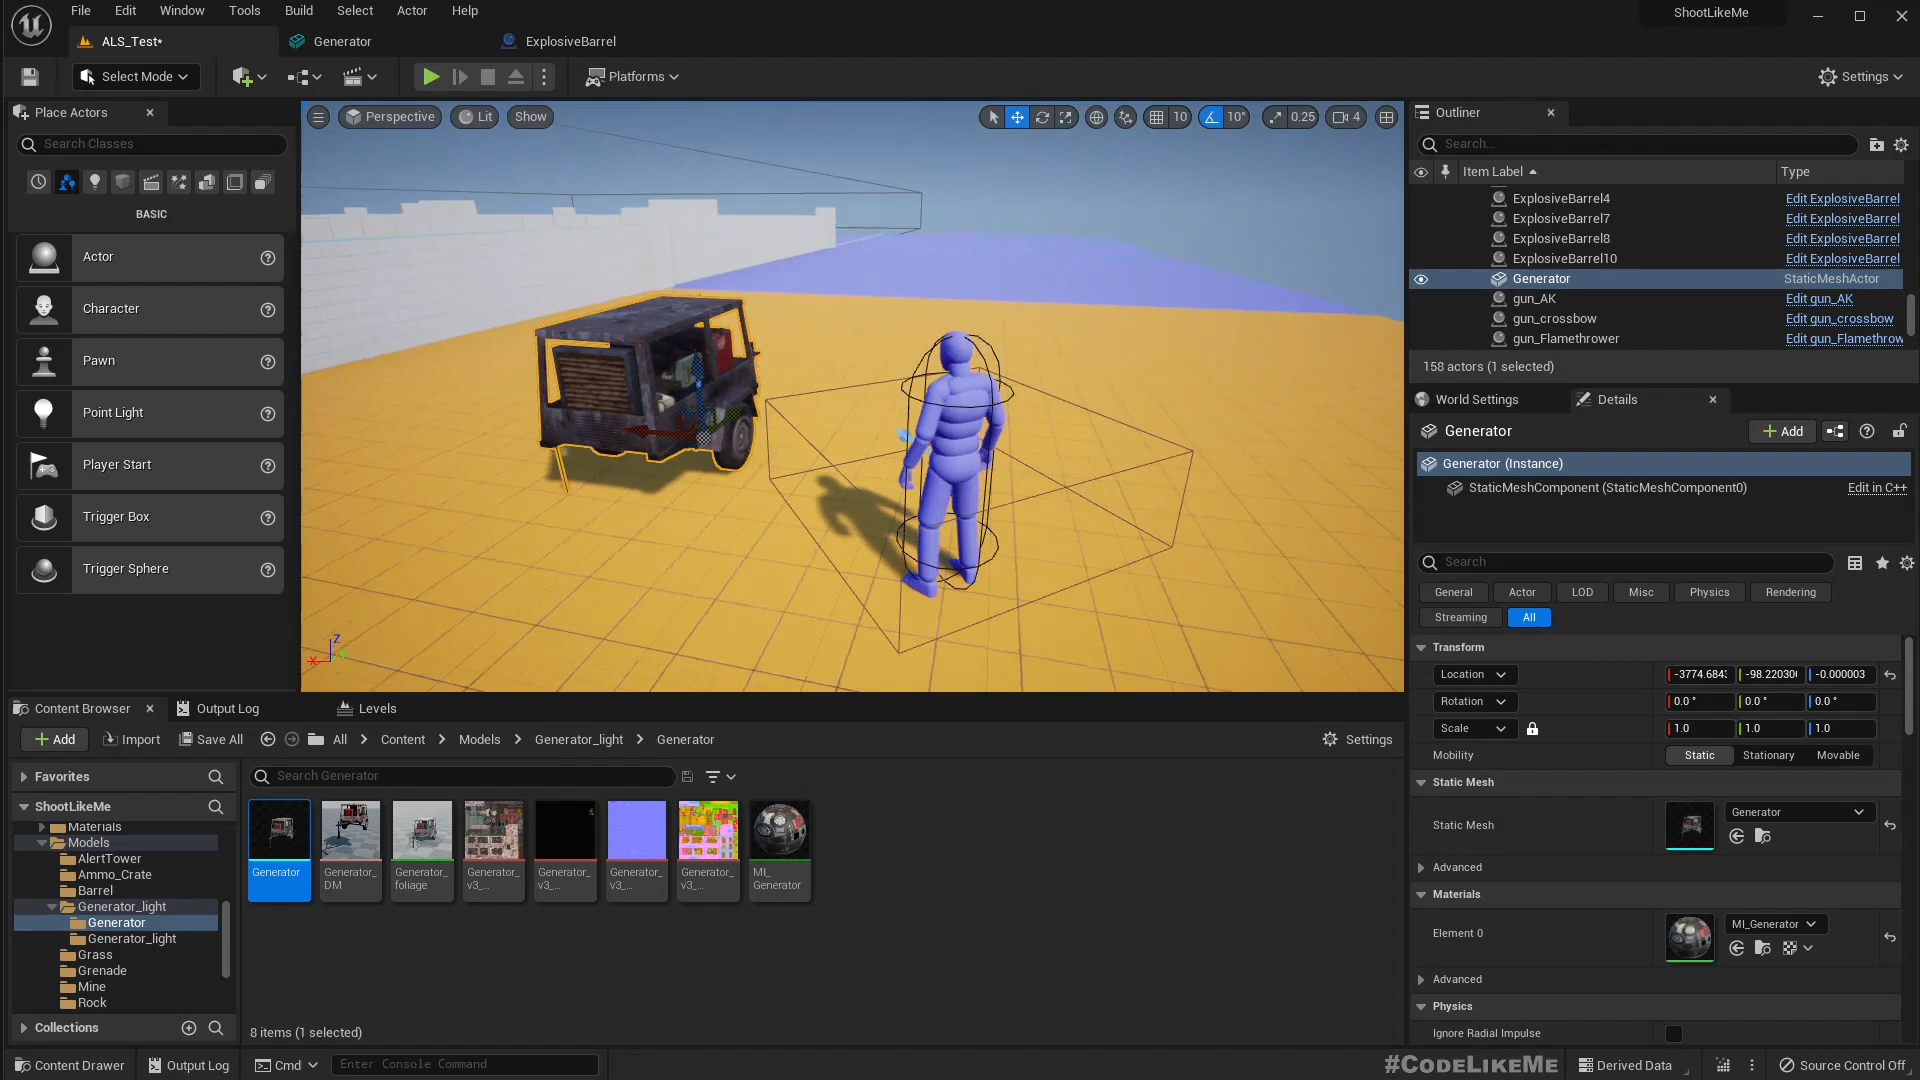 File Edit Window Tools Build Select Actor Help
ShootLikeMe
ALS_Test*
Generator
ExplosiveBarrel
Select Mode
Platforms
Settings
Place Actors
Search Classes
BASIC
Actor
Character
Pawn
Point Light
Player Start
Trigger Box
Trigger Sphere
Perspective
Lit
Show
10
10°
0.25
4
Z
X
Y
Outliner
Search...
Item Label
Type
ExplosiveBarrel4 Edit ExplosiveBarrel
ExplosiveBarrel7 Edit ExplosiveBarrel
ExplosiveBarrel8 Edit ExplosiveBarrel
ExplosiveBarrel10 Edit ExplosiveBarrel
Generator StaticMeshActor
gun_AK Edit gun_AK
gun_crossbow Edit gun_crossbow
gun_Flamethrower Edit gun_Flamethrow
158 actors (1 selected)
World Settings
Details
Generator
Add
Generator (Instance)
StaticMeshComponent (StaticMeshComponent0) Edit in C++
Search
General Actor LOD Misc Physics Rendering
Streaming All
Transform
Location -3774.684 -98.22030 -0.000003
Rotation 0.0 ° 0.0 ° 0.0 °
Scale 1.0 1.0 1.0
Mobility Static Stationary Movable
Static Mesh
Static Mesh Generator
Advanced
Materials
Element 0 MI_Generator
Advanced
Physics
Ignore Radial Impulse
Content Browser
Output Log
Levels
Add Import Save All All Content Models Generator_light Generator Settings
Favorites
Search Generator
ShootLikeMe
Materials
Models
AlertTower
Ammo_Crate
Barrel
Generator_light
Generator
Generator_light
Grass
Grenade
Mine
Rock
Collections
Generator
Generator_
DM
Generator_
foliage
Generator_
v3_...
Generator_
v3_...
Generator_
v3_...
Generator_
v3_...
MI_
Generator
8 items (1 selected)
Content Drawer Output Log Cmd Enter Console Command
#CODELIKEME
Derived Data
Source Control Off